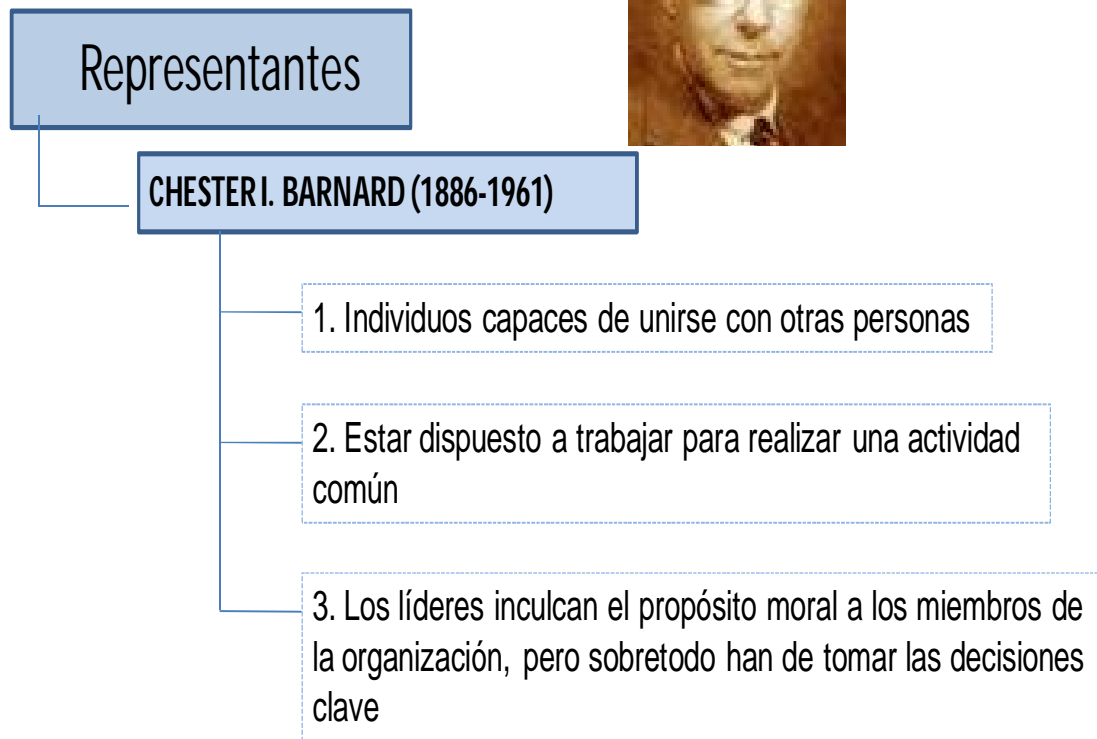 Representantes
CHESTER I. BARNARD (1886-1961)
1. Individuos capaces de unirse con otras personas
2. Estar dispuesto a trabajar para realizar una actividad
común
3. Los líderes inculcan el propósito moral a los miembros de
la organización, pero sobretodo han de tomar las decisiones
clave